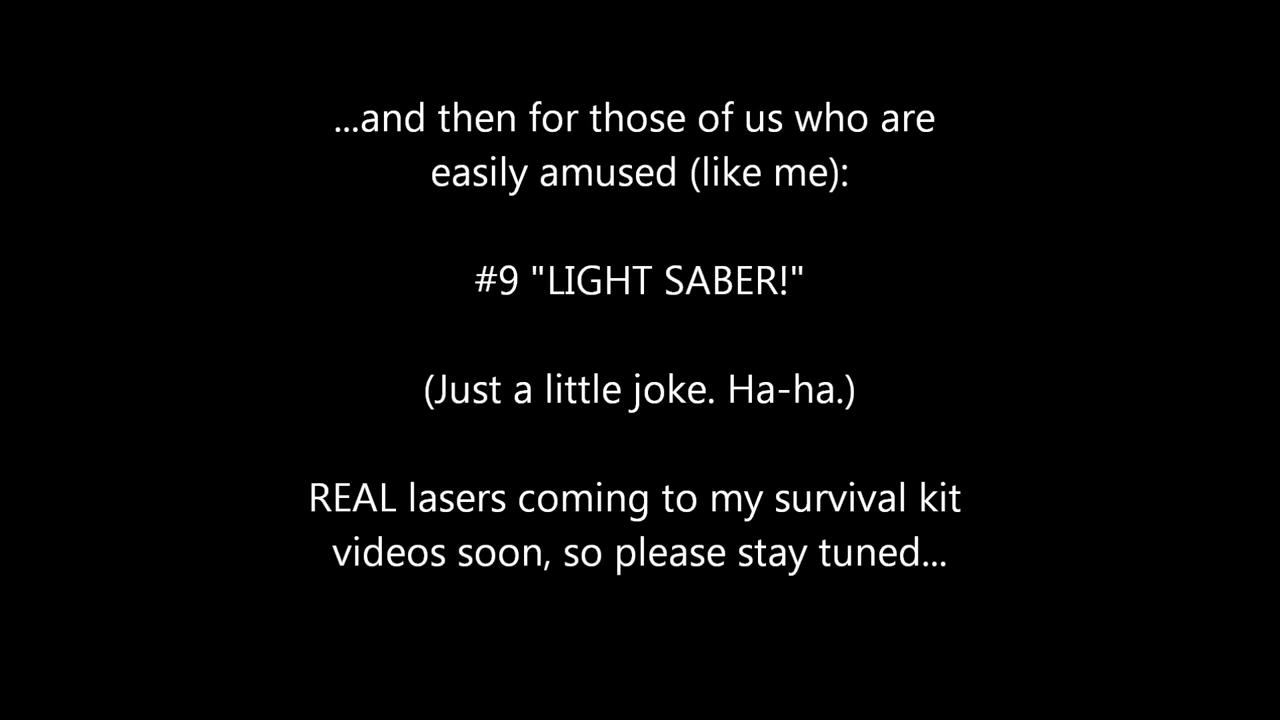 ...and then for those of us who are
easily amused (like me):
#9 "LIGHT SABER!"
(Just a little joke. Ha-ha.)
REAL lasers coming to my survival kit
videos soon, so please stay tuned...